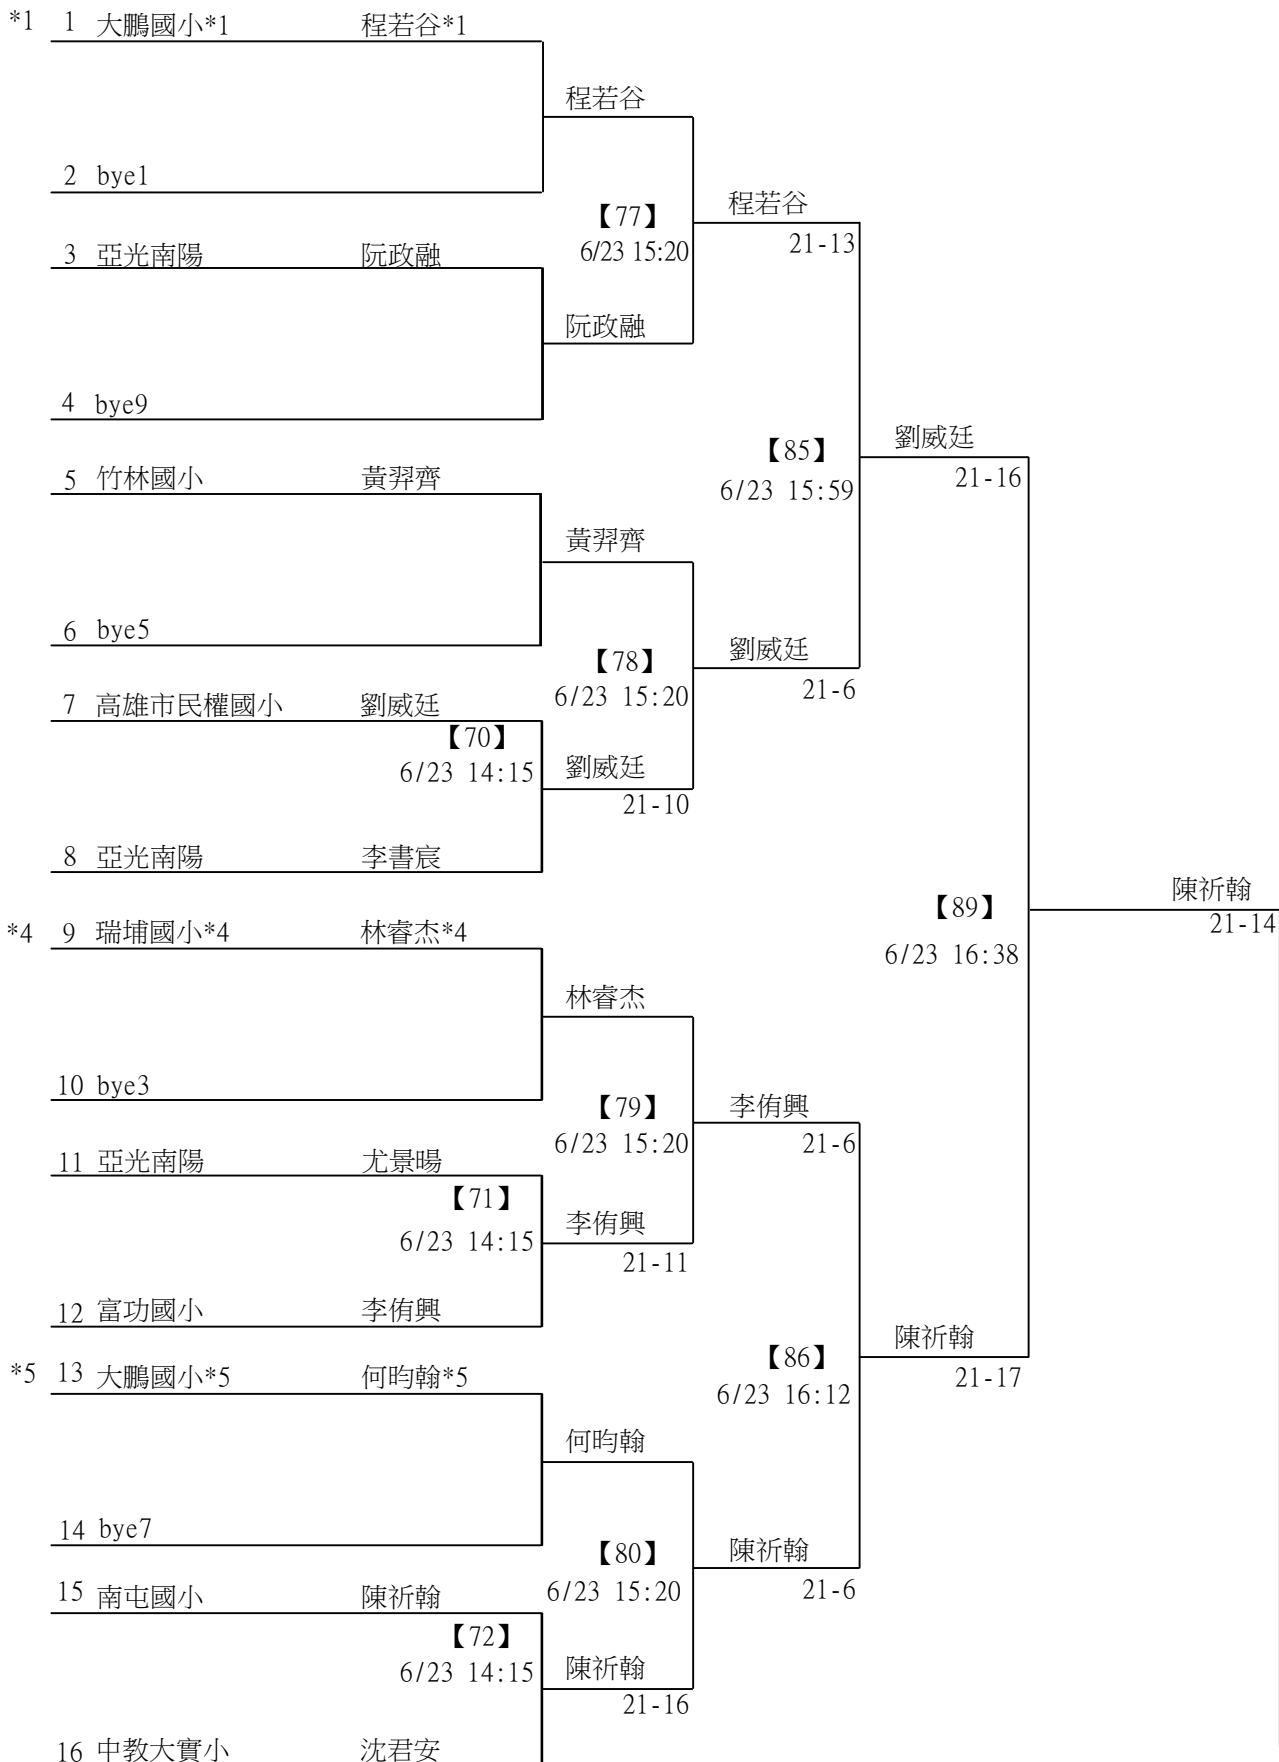 *1 1 大鵬國小*1 程若谷*1
程若谷
2 bye1
程若谷
【77】
21-13
6/23 15:20
3 亞光南陽 阮政融
阮政融
4 bye9
劉威廷
【85】
21-16
6/23 15:59
5 竹林國小 黃羿齊
黃羿齊
6 bye5
劉威廷
【78】
21-6
6/23 15:20
7 高雄市民權國小 劉威廷
【70】
6/23 14:15
劉威廷
21-10
8 亞光南陽 李書宸
陳祈翰
【89】
21-14
6/23 16:38
*4 9 瑞埔國小*4 林睿杰*4
林睿杰
10 bye3
李侑興
【79】
21-6
6/23 15:20
11 亞光南陽 尤景暘
【71】
6/23 14:15
李侑興
21-11
12 富功國小 李侑興
陳祈翰
【86】
21-17
6/23 16:12
*5 13 大鵬國小*5 何昀翰*5
何昀翰
14 bye7
陳祈翰
【80】
21-6
6/23 15:20
15 南屯國小 陳祈翰
【72】
6/23 14:15
陳祈翰
21-16
16 中教大實小 沈君安